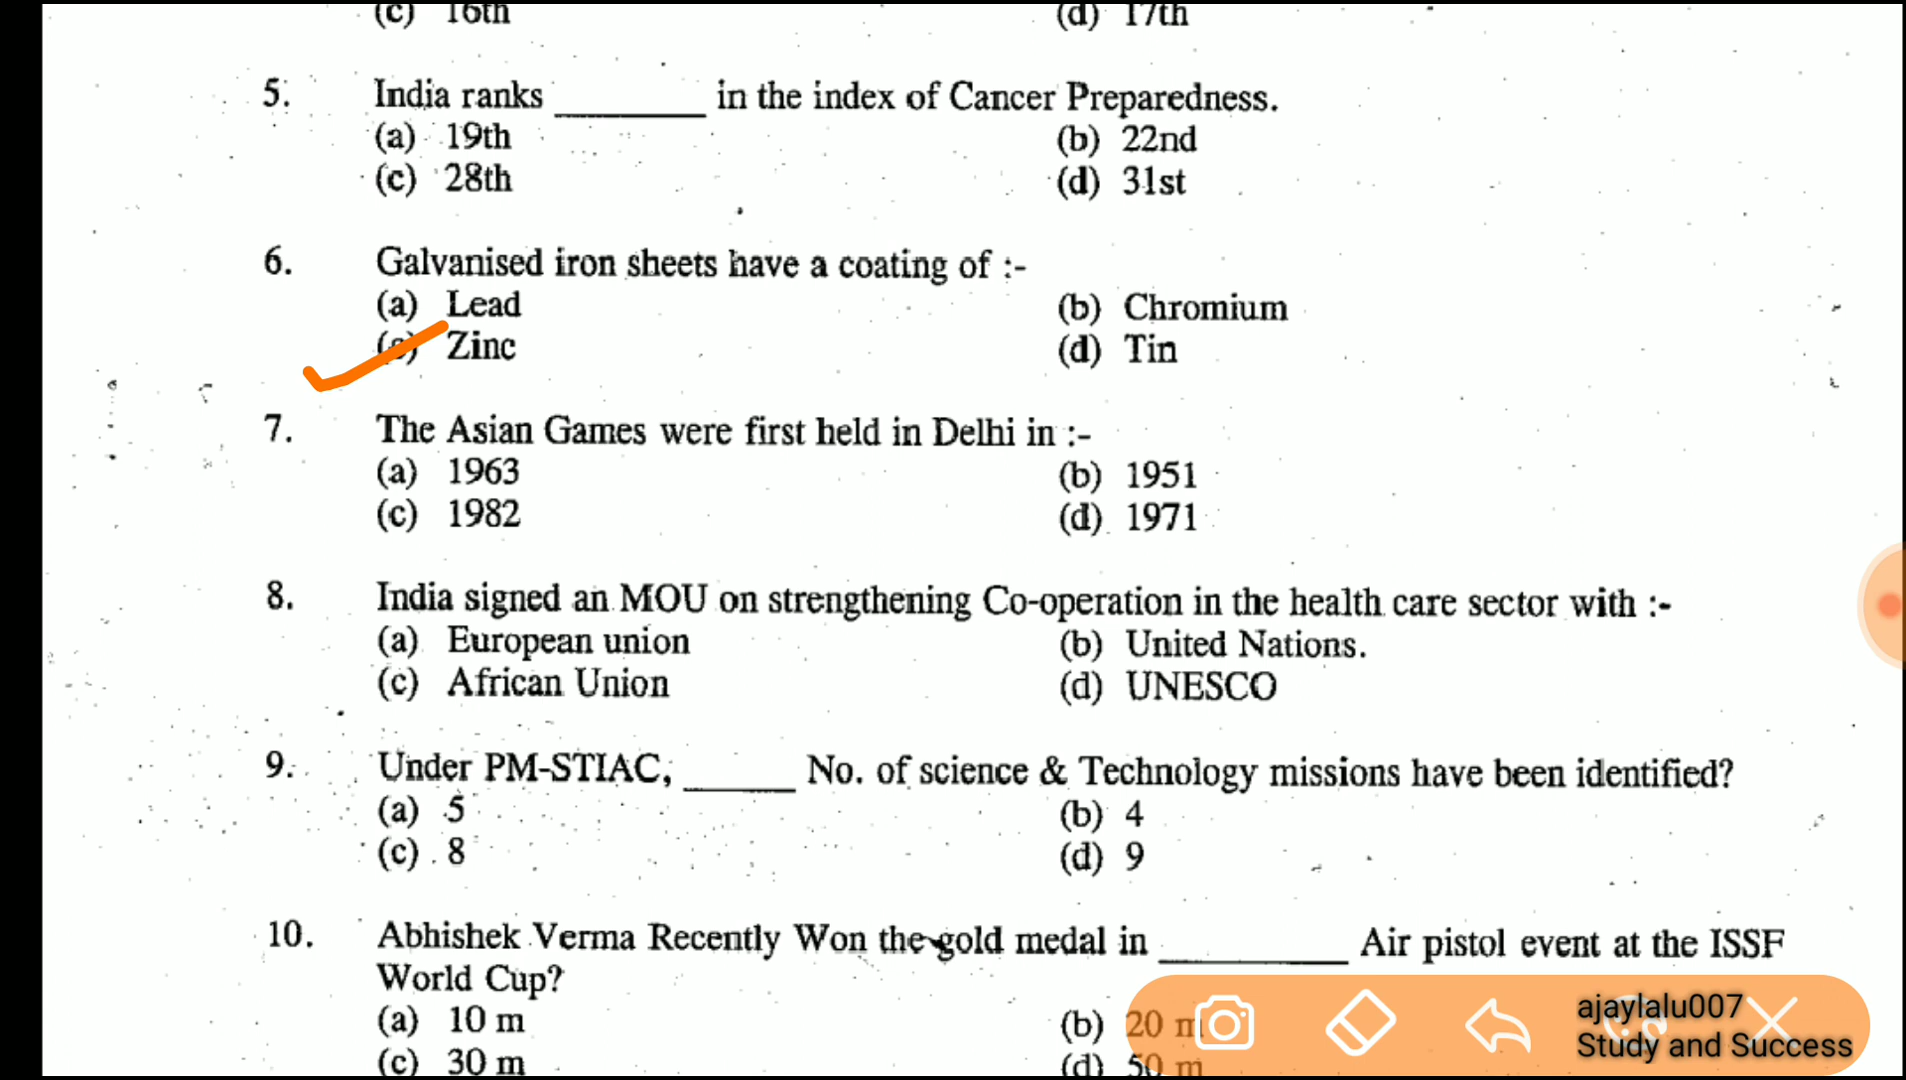 (c) 16th (d) 17th
5. India ranks ________ in the index of Cancer Preparedness.
(a) 19th (b) 22nd
(c) 28th (d) 31st
6. Galvanised iron sheets have a coating of :-
(a) Lead (b) Chromium
(c) Zinc (d) Tin
7. The Asian Games were first held in Delhi in :-
(a) 1963 (b) 1951
(c) 1982 (d) 1971
8. India signed an MOU on strengthening Co-operation in the health care sector with :-
(a) European union (b) United Nations.
(c) African Union (d) UNESCO
9. Under PM-STIAC, ______ No. of science & Technology missions have been identified?
(a) 5 (b) 4
(c) 8 (d) 9
10. Abhishek Verma Recently Won the gold medal in __________ Air pistol event at the ISSF
World Cup?
(a) 10 m (b) 20 m
(c) 30 m (d) 50 m
ajaylalu007
Study and Success